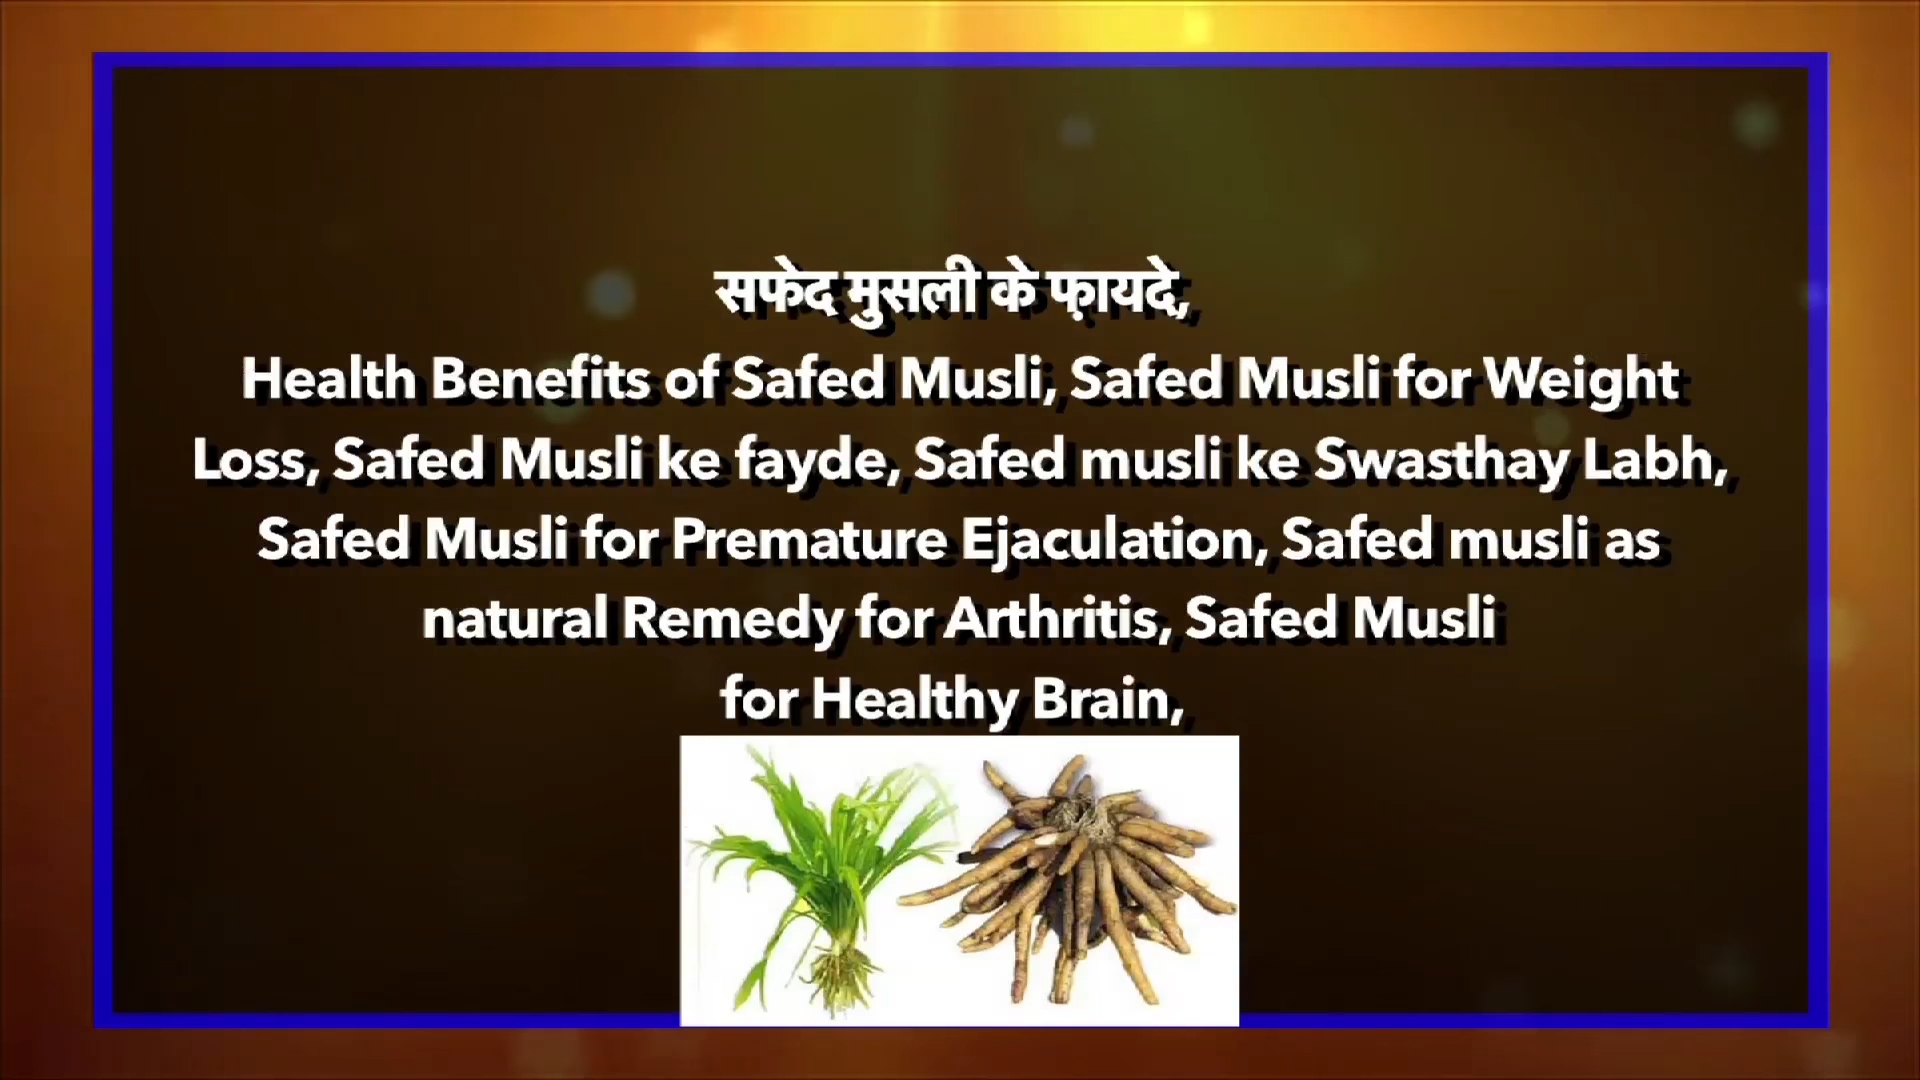 सफेद मुसली के फ़ायदे,
Health Benefits of Safed Musli, Safed Musli for Weight
Loss, Safed Musli ke fayde, Safed musli ke Swasthay Labh,
Safed Musli for Premature Ejaculation, Safed musli as
natural Remedy for Arthritis, Safed Musli
for Healthy Brain,